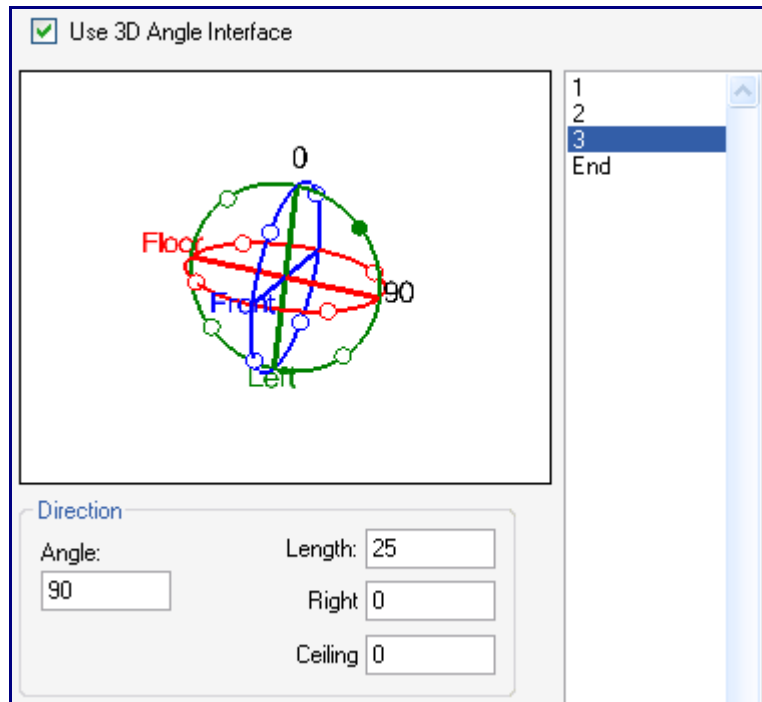 Use 3D Angle Interface
0
Floor
90
Front
Left
1
2
3
End
Direction
Angle:
90
Length: 25
Right 0
Ceiling 0